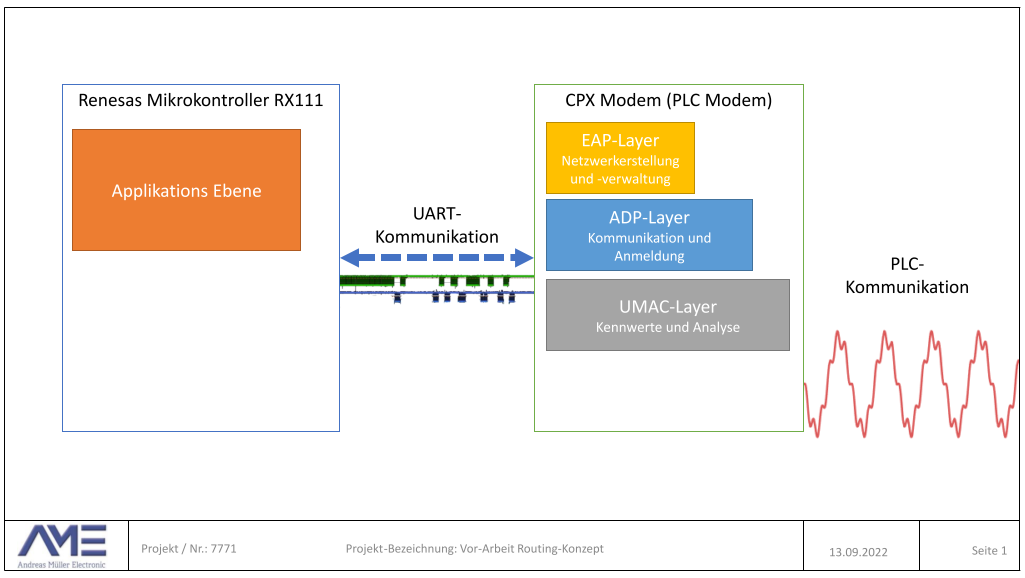 Renesas Mikrokontroller RX111
Applikations Ebene
UART-
Kommunikation
CPX Modem (PLC Modem)
EAP-Layer
Netzwerkerstellung
und -verwaltung
ADP-Layer
Kommunikation und
Anmeldung
UMAC-Layer
Kennwerte und Analyse
PLC-
Kommunikation
AME
Andreas Müller Electronic
Projekt / Nr.: 7771
Projekt-Bezeichnung: Vor-Arbeit Routing-Konzept
13.09.2022
Seite 1